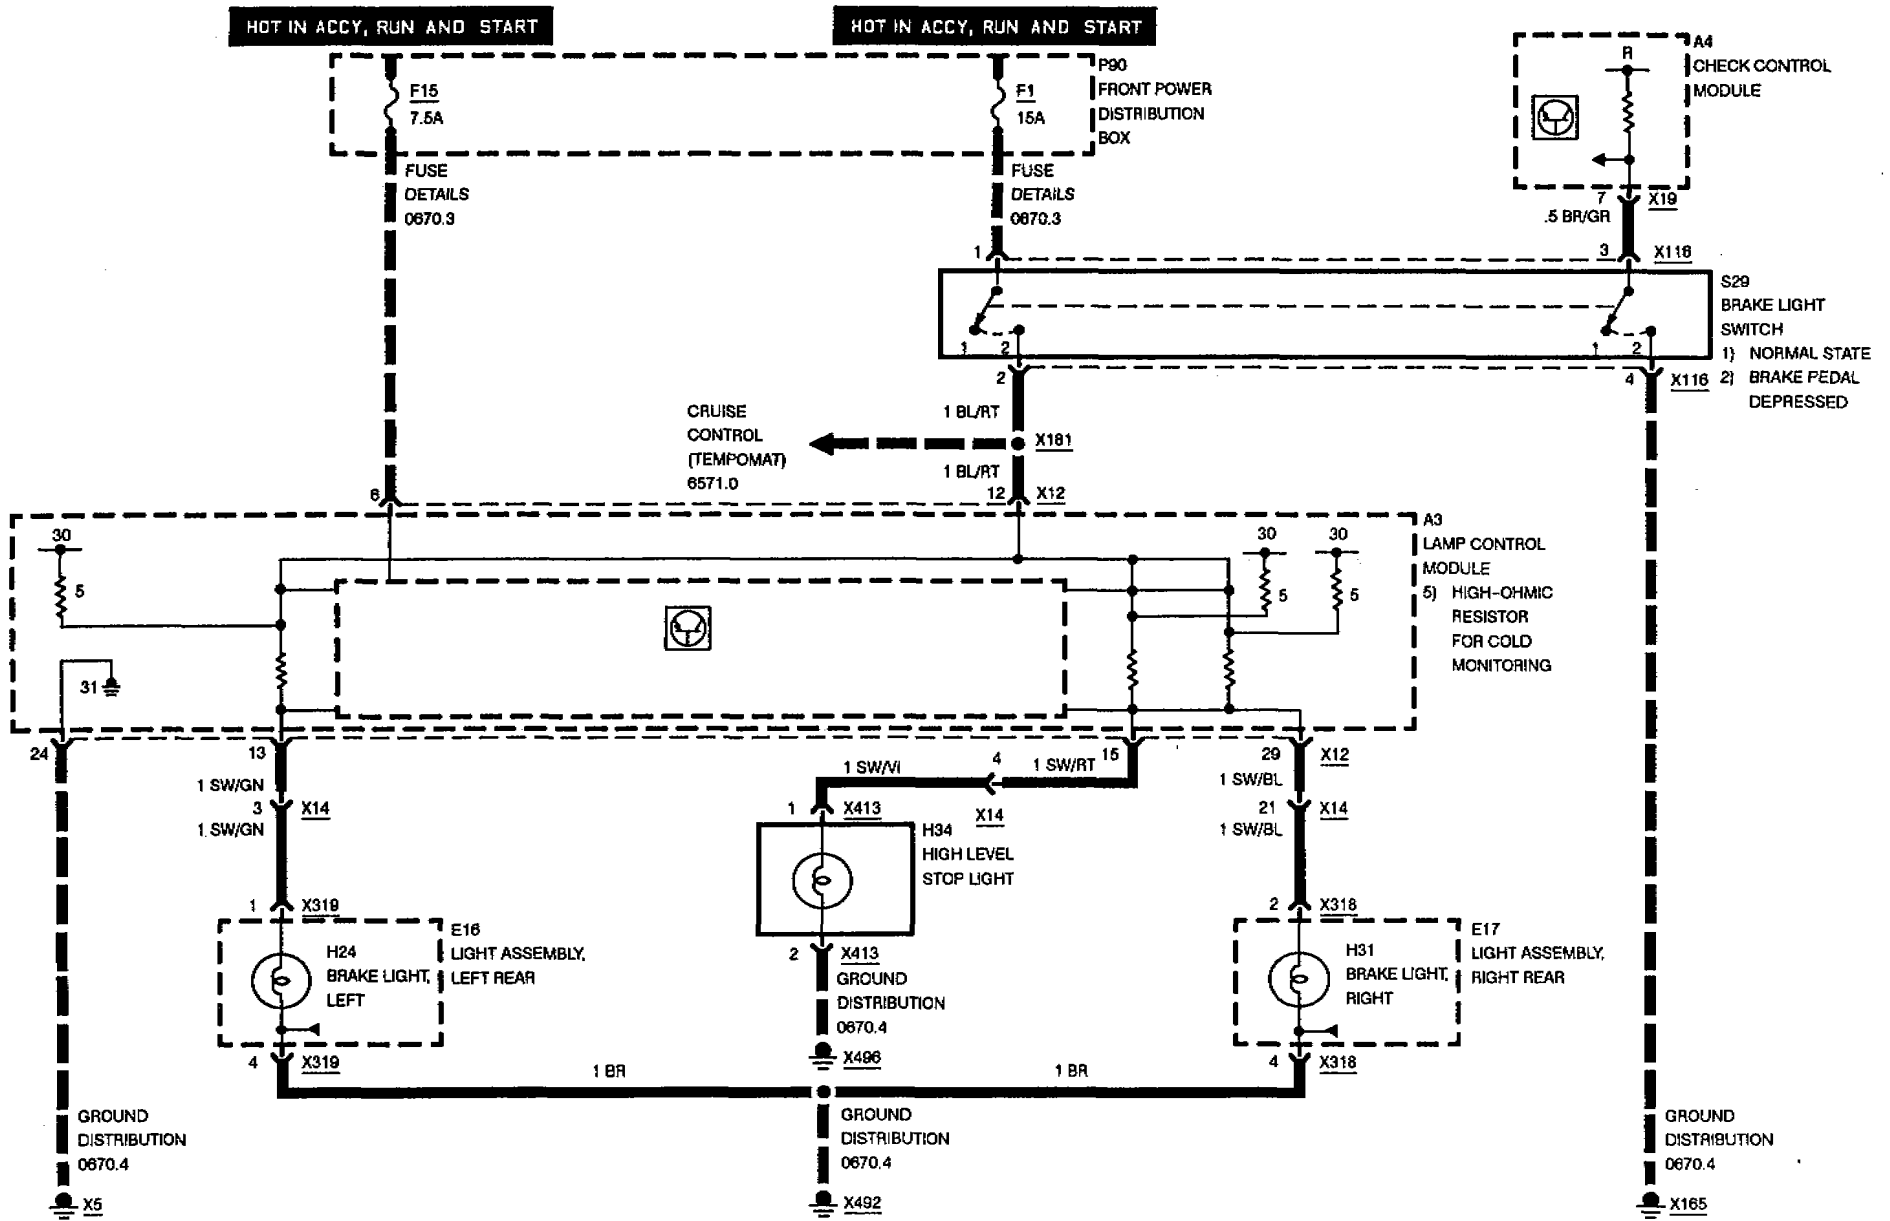 HOT IN ACCY, RUN AND START
HOT IN ACCY, RUN AND START
F15
7.5A
F1
15A
P90
FRONT POWER
DISTRIBUTION
BOX
R
A4
CHECK CONTROL
MODULE
FUSE
DETAILS
0670.3
FUSE
DETAILS
0670.3
7
X19
.5 BR/GR
1
3
X116
S29
BRAKE LIGHT
SWITCH
1) NORMAL STATE
2) BRAKE PEDAL
DEPRESSED
1
2
1
2
2
4
X116
1 BL/RT
CRUISE
CONTROL
(TEMPOMAT)
6571.0
X181
1 BL/RT
6
12
X12
A3
LAMP CONTROL
MODULE
5) HIGH-OHMIC
RESISTOR
FOR COLD
MONITORING
30
5
30
5
30
5
31
24
13
15
29
X12
1 SW/GN
3
X14
1 SW/GN
1 SW/VI
4
X14
1 SW/RT
1 SW/BL
21
X14
1 SW/BL
1
X413
H34
HIGH LEVEL
STOP LIGHT
2
X413
GROUND
DISTRIBUTION
0670.4
X496
1
X319
E16
LIGHT ASSEMBLY,
LEFT REAR
H24
BRAKE LIGHT,
LEFT
4
X319
2
X318
E17
LIGHT ASSEMBLY,
RIGHT REAR
H31
BRAKE LIGHT,
RIGHT
4
X318
1 BR
1 BR
GROUND
DISTRIBUTION
0670.4
X5
GROUND
DISTRIBUTION
0670.4
X492
GROUND
DISTRIBUTION
0670.4
X165